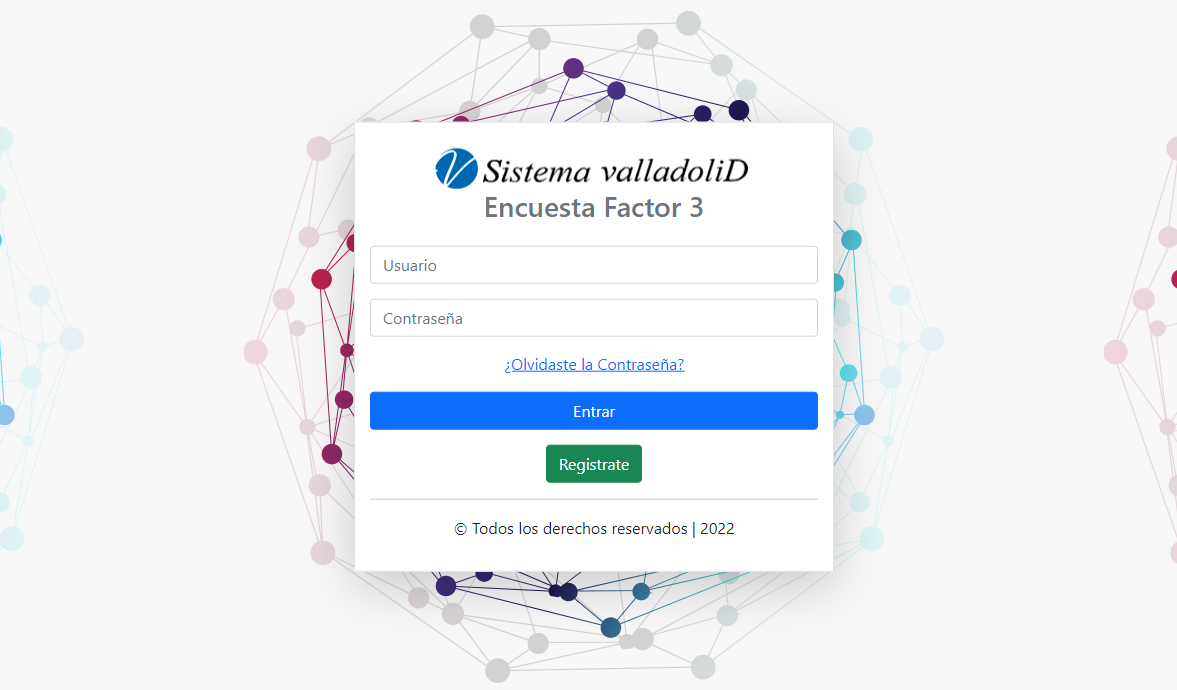 Sistema valladoliD
Encuesta Factor 3
Usuario
Contraseña
¿Olvidaste la Contraseña?
Entrar
Registrate
© Todos los derechos reservados | 2022